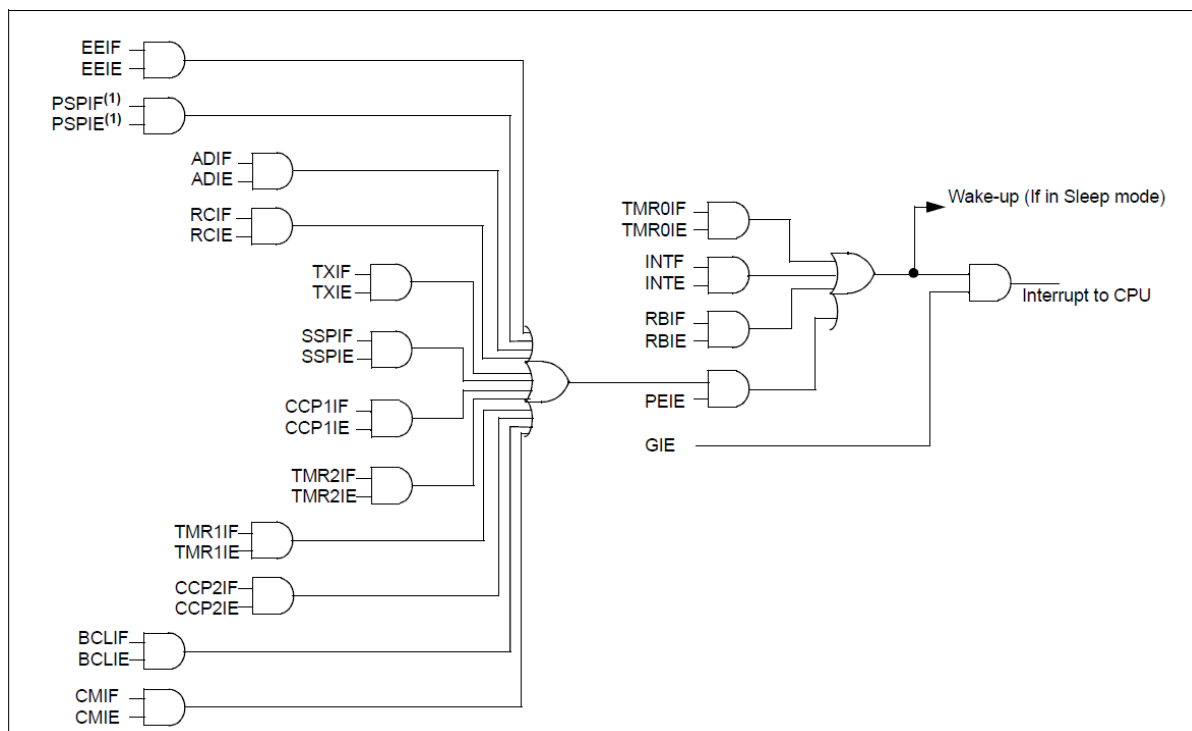 EEIF
EEIE
PSPIF(1)
PSPIE(1)
ADIF
ADIE
RCIF
RCIE
TXIF
TXIE
SSPIF
SSPIE
CCP1IF
CCP1IE
TMR2IF
TMR2IE
TMR1IF
TMR1IE
CCP2IF
CCP2IE
BCLIF
BCLIE
CMIF
CMIE
TMR0IF
TMR0IE
INTF
INTE
RBIF
RBIE
PEIE
GIE
Wake-up (If in Sleep mode)
Interrupt to CPU